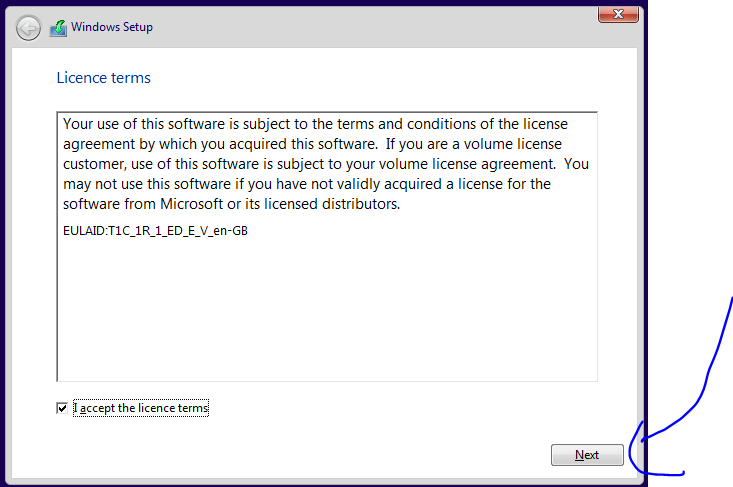 Windows Setup
Licence terms
Your use of this software is subject to the terms and conditions of the license
agreement by which you acquired this software.  If you are a volume license
customer, use of this software is subject to your volume license agreement.  You
may not use this software if you have not validly acquired a license for the
software from Microsoft or its licensed distributors.
EULAID:T1C_1R_1_ED_E_V_en-GB
I accept the licence terms
Next